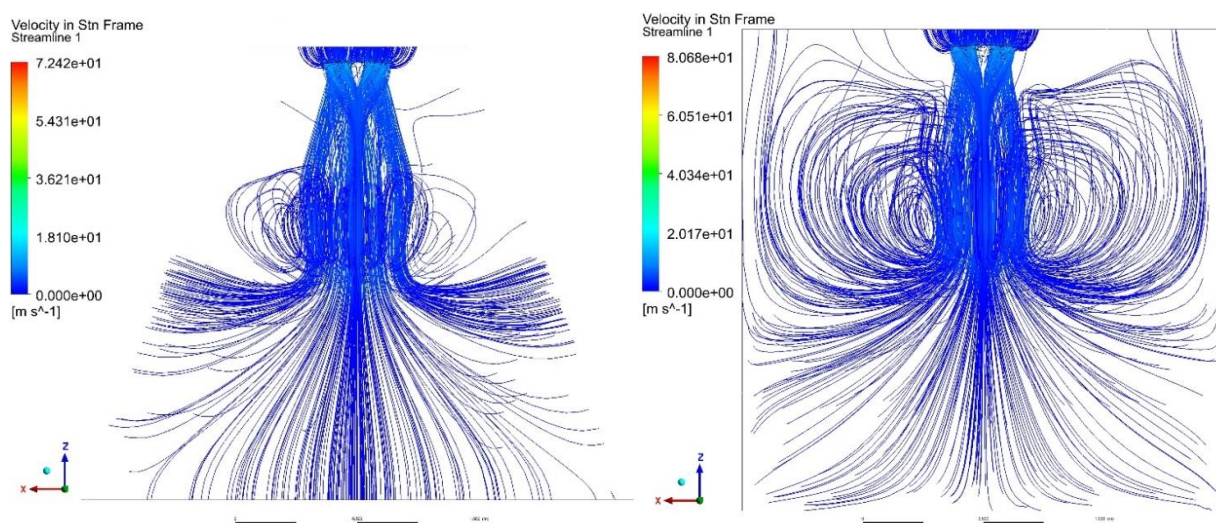 Velocity in Stn Frame
Streamline 1
7.242e+01
5.431e+01
3.621e+01
1.810e+01
0.000e+00
[m s^-1]
Z
X
Velocity in Stn Frame
Streamline 1
8.068e+01
6.051e+01
4.034e+01
2.017e+01
0.000e+00
[m s^-1]
Z
X